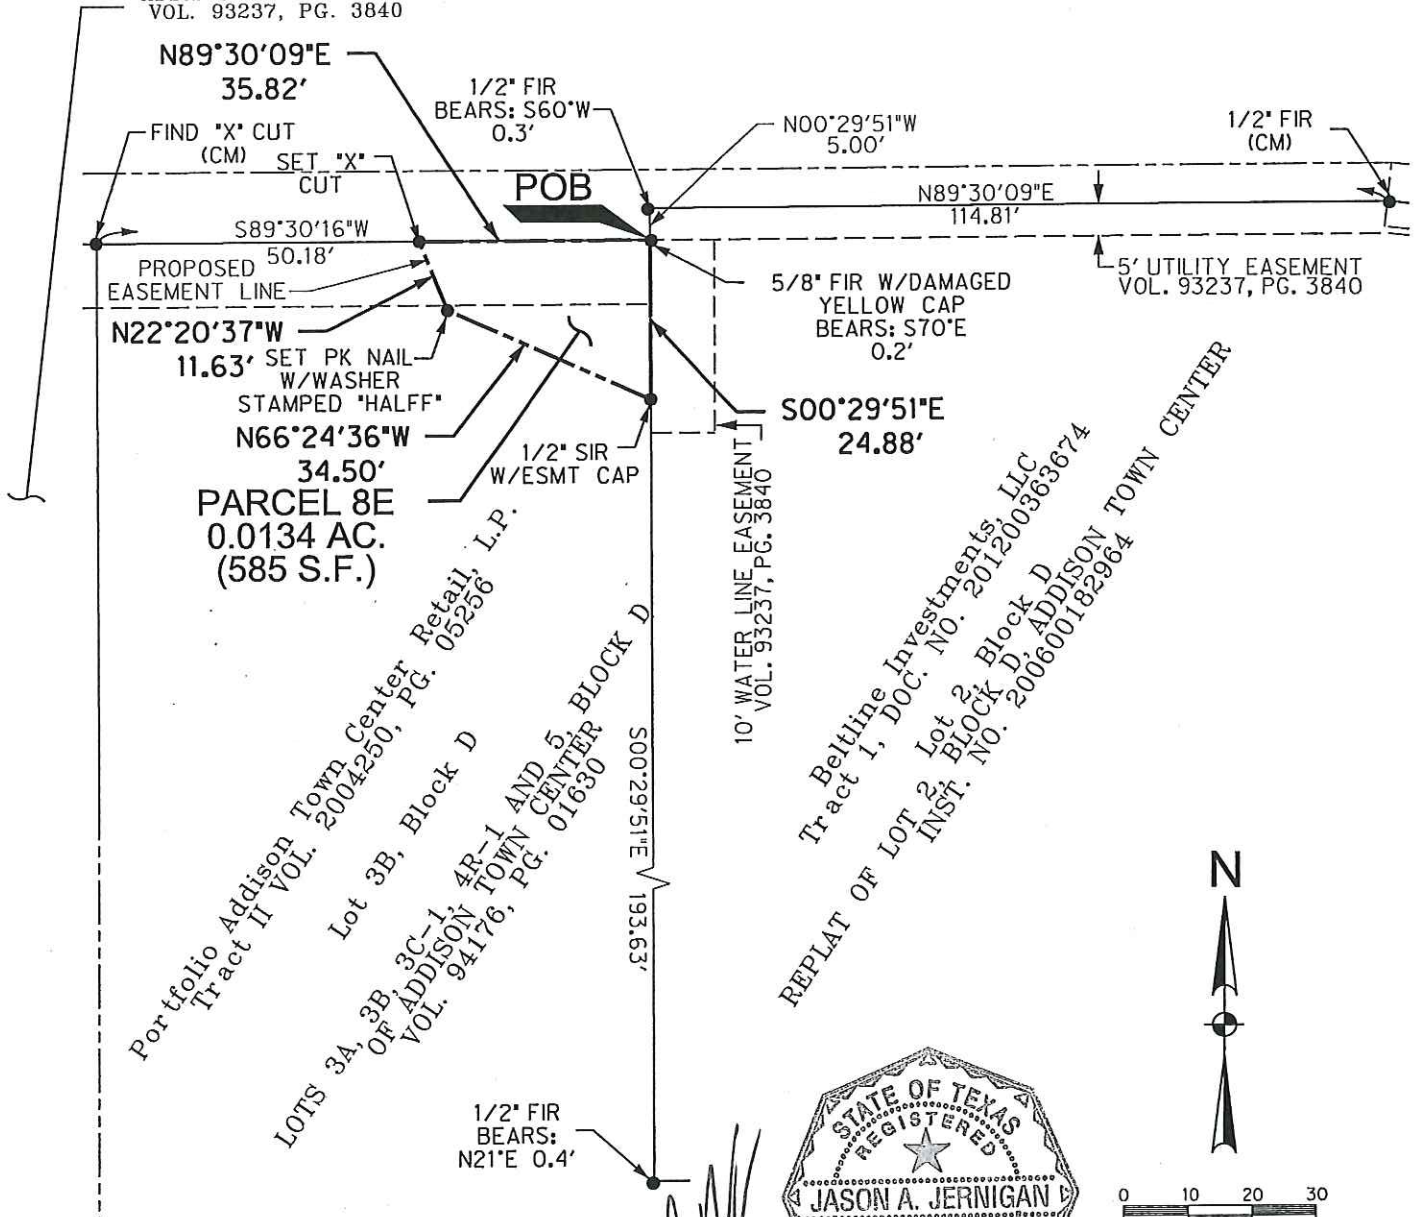 VOL. 93237, PG. 3840
N89°30'09"E
35.82'
1/2" FIR
BEARS: S60°W
0.3'
N00°29'51"W
5.00'
1/2" FIR
(CM)
FIND "X" CUT
(CM)
SET "X"
CUT
POB
N89°30'09"E
114.81'
S89°30'16"W
50.18'
PROPOSED
EASEMENT LINE
5/8" FIR W/DAMAGED
YELLOW CAP
BEARS: S70°E
0.2'
5' UTILITY EASEMENT
VOL. 93237, PG. 3840
N22°20'37"W
11.63'
SET PK NAIL
W/WASHER
STAMPED "HALFF"
S00°29'51"E
24.88'
N66°24'36"W
34.50'
1/2" SIR
W/ESMT CAP
PARCEL 8E
0.0134 AC.
(585 S.F.)
10' WATER LINE EASEMENT
VOL. 93237, PG. 3840
Portfolio Addison Town Center Retail, L.P.
Tract II VOL. 2004250, PG. 05256
Lot 3B, Block D
LOTS 3A, 3B, 3C-1, 4R-1 AND 5, BLOCK D
OF ADDISON TOWN CENTER
VOL. 94176, PG. 01630
S00°29'51"E 193.63'
Beltline Investments, LLC
Tract 1, DOC. NO. 201200363674
Lot 2, Block D
REPLAT OF LOT 2, BLOCK D, ADDISON TOWN CENTER
INST. NO. 200600182964
N
1/2" FIR
BEARS:
N21°E 0.4'
STATE OF TEXAS
REGISTERED
JASON A. JERNIGAN
0 10 20 30